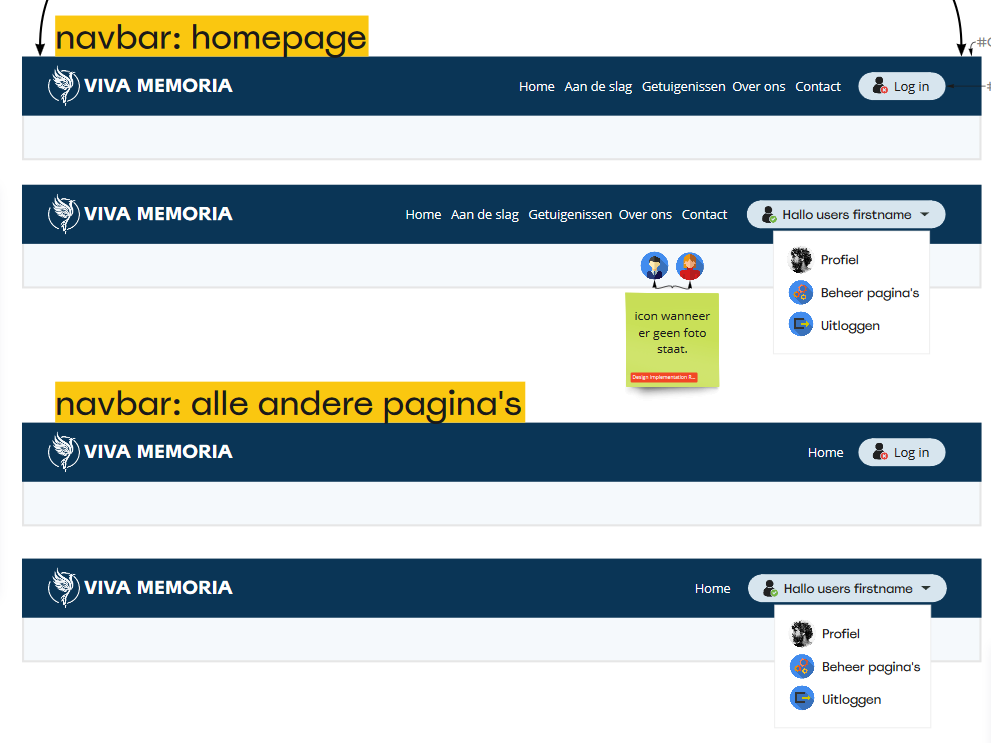 navbar: homepage
VIVA MEMORIA
Home Aan de slag Getuigenissen Over ons Contact Log in
VIVA MEMORIA
Home Aan de slag Getuigenissen Over ons Contact Hallo users firstname
Profiel
Beheer pagina's
Uitloggen
icon wanneer
er geen foto
staat.
Design implementation R...
navbar: alle andere pagina's
VIVA MEMORIA
Home Log in
VIVA MEMORIA
Home Hallo users firstname
Profiel
Beheer pagina's
Uitloggen